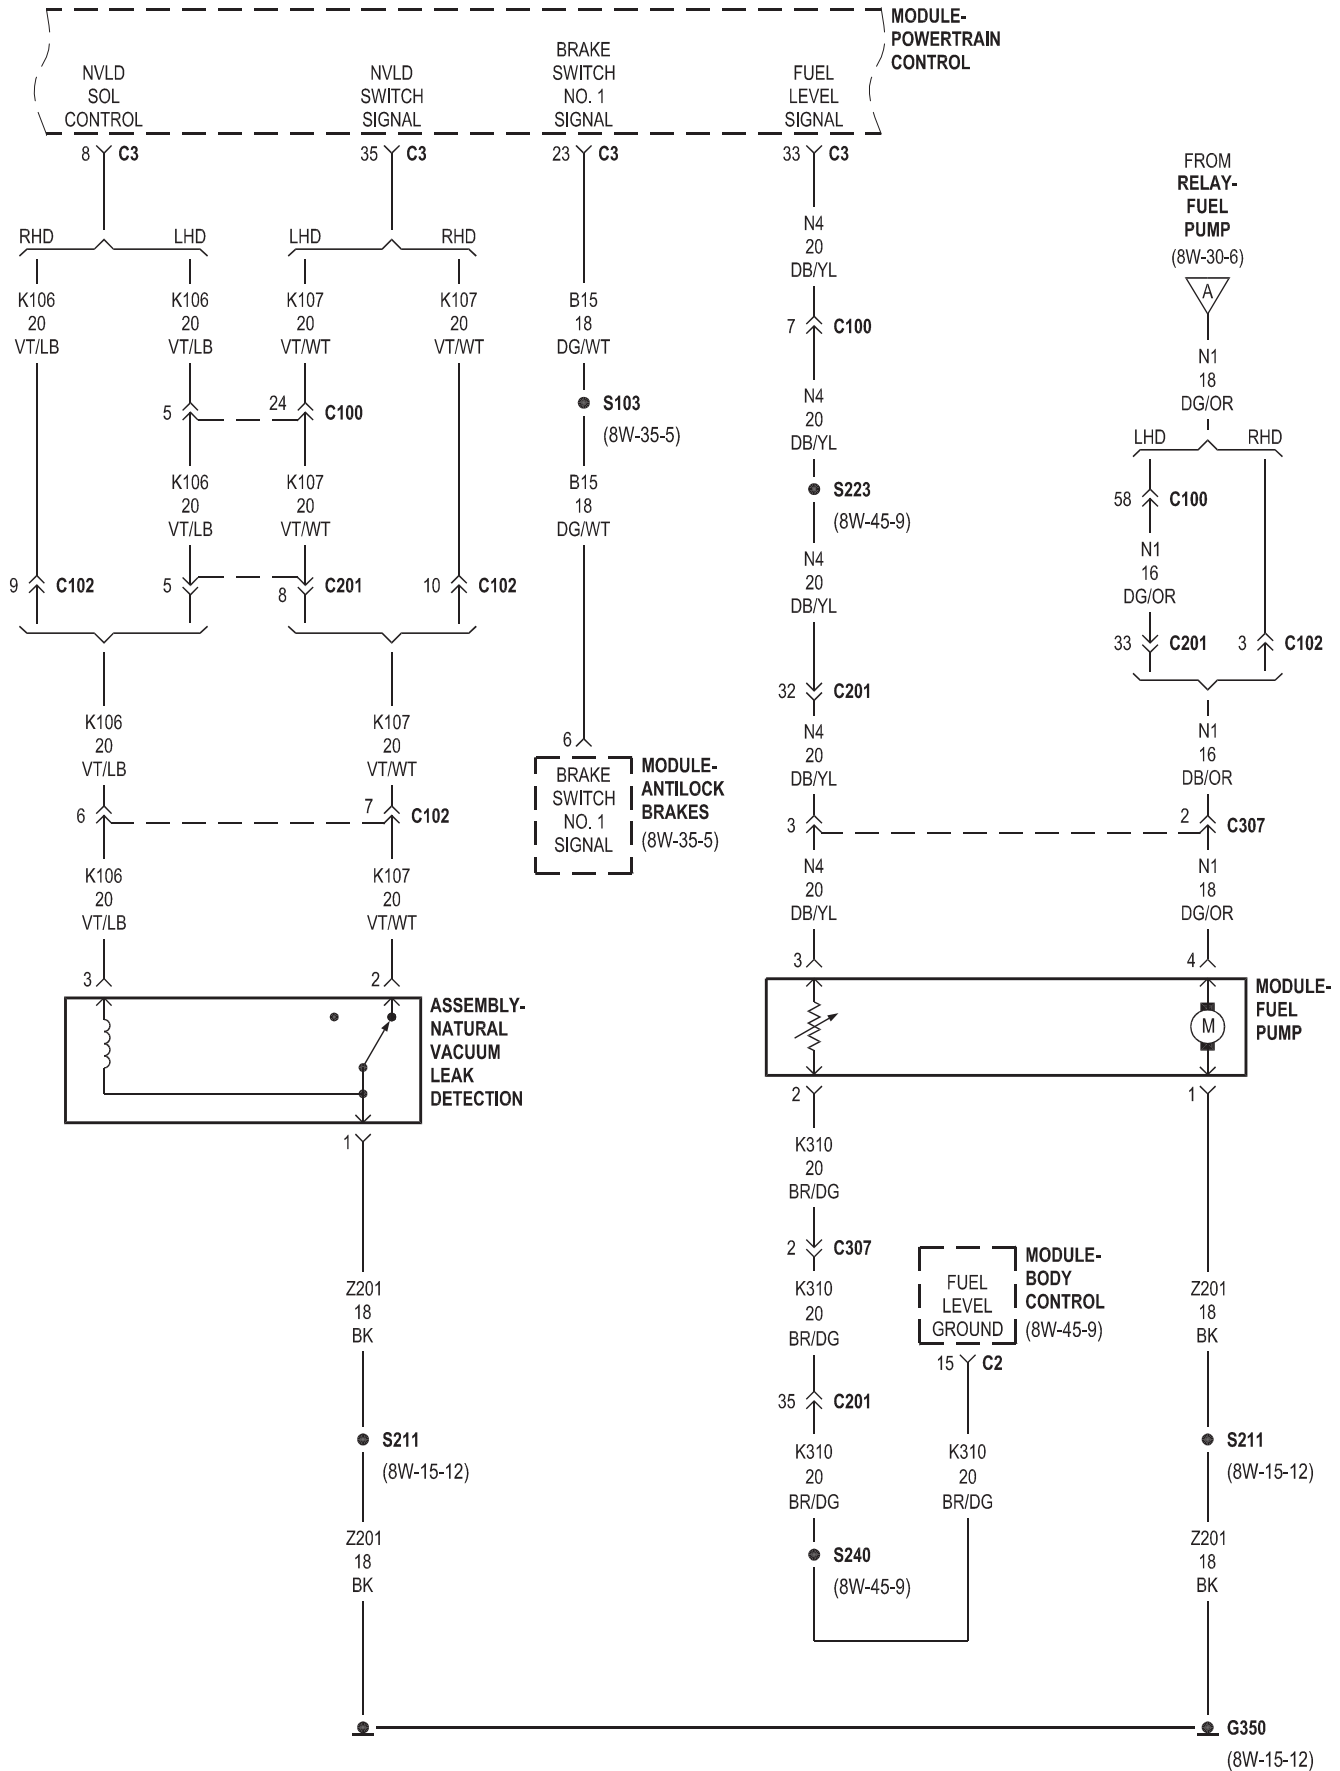 MODULE-
POWERTRAIN
CONTROL
NVLD
SOL
CONTROL
NVLD
SWITCH
SIGNAL
BRAKE
SWITCH
NO. 1
SIGNAL
FUEL
LEVEL
SIGNAL
8 C3
35 C3
23 C3
33 C3
FROM
RELAY-
FUEL
PUMP
(8W-30-6)
A
RHD
LHD
LHD
RHD
K106
20
VT/LB
K106
20
VT/LB
K107
20
VT/WT
K107
20
VT/WT
B15
18
DG/WT
N4
20
DB/YL
7 C100
N1
18
DG/OR
5
24 C100
S103
(8W-35-5)
N4
20
DB/YL
LHD
RHD
K106
20
VT/LB
K107
20
VT/WT
B15
18
DG/WT
S223
(8W-45-9)
58 C100
N1
16
DG/OR
9 C102
5
8 C201
10 C102
N4
20
DB/YL
33 C201
3 C102
32 C201
K106
20
VT/LB
K107
20
VT/WT
6
BRAKE
SWITCH
NO. 1
SIGNAL
MODULE-
ANTILOCK
BRAKES
(8W-35-5)
N4
20
DB/YL
N1
16
DB/OR
6
7 C102
3
2 C307
K106
20
VT/LB
K107
20
VT/WT
N4
20
DB/YL
N1
18
DG/OR
3
2
3
4
ASSEMBLY-
NATURAL
VACUUM
LEAK
DETECTION
M
MODULE-
FUEL
PUMP
1
2
1
K310
20
BR/DG
2 C307
FUEL
LEVEL
GROUND
MODULE-
BODY
CONTROL
(8W-45-9)
Z201
18
BK
K310
20
BR/DG
Z201
18
BK
15 C2
35 C201
S211
(8W-15-12)
K310
20
BR/DG
K310
20
BR/DG
S211
(8W-15-12)
Z201
18
BK
S240
(8W-45-9)
Z201
18
BK
G350
(8W-15-12)